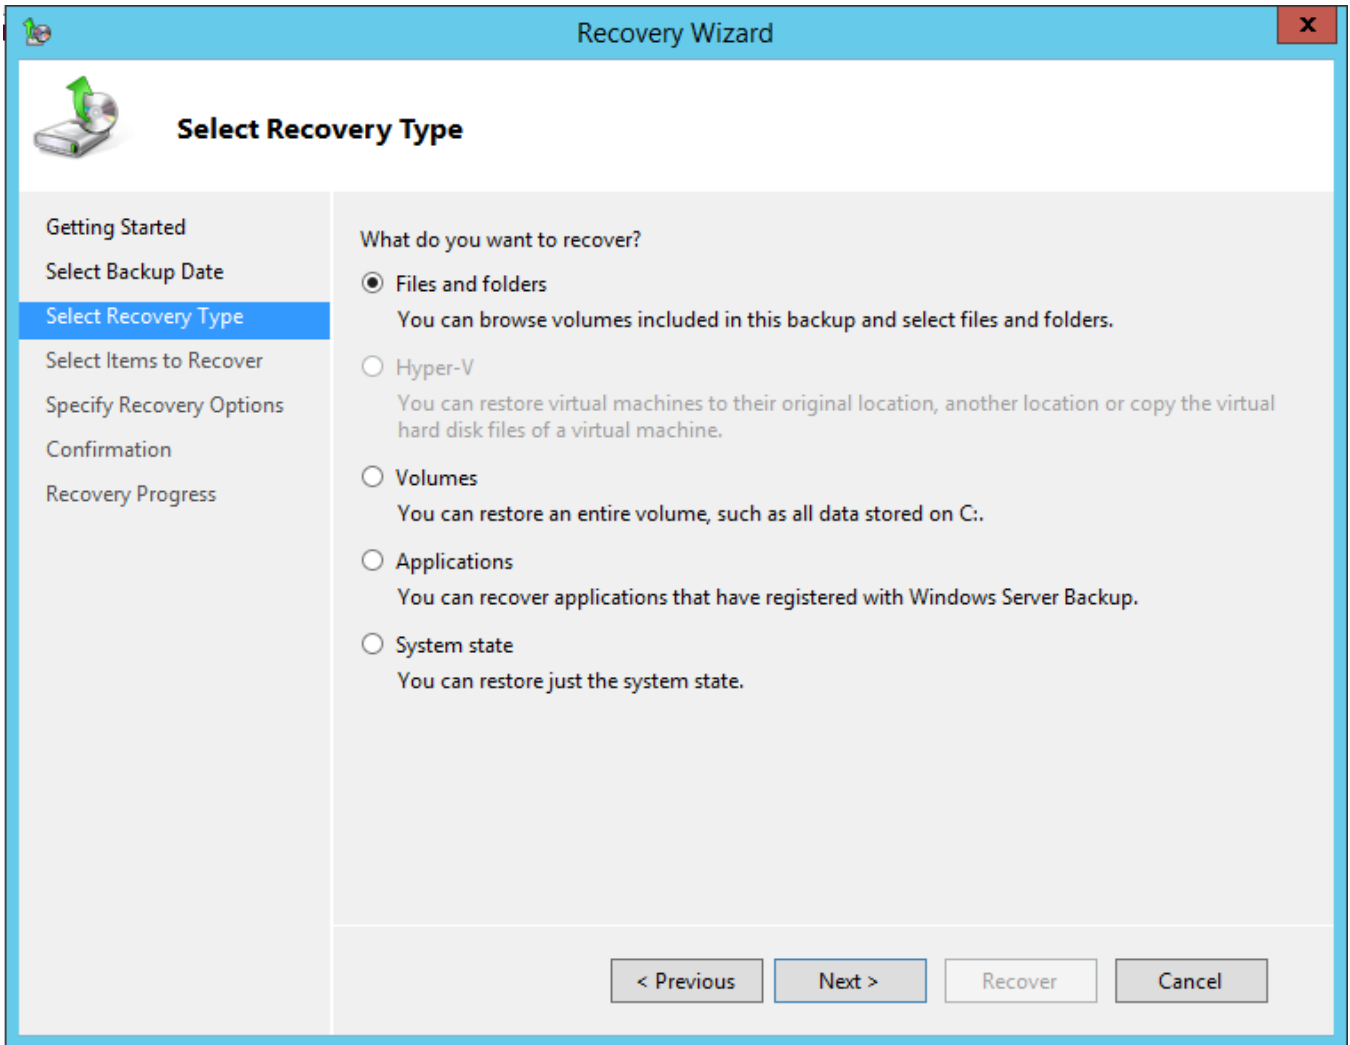 Recovery Wizard
x
Select Recovery Type
Getting Started
Select Backup Date
Select Recovery Type
Select Items to Recover
Specify Recovery Options
Confirmation
Recovery Progress
What do you want to recover?
Files and folders
You can browse volumes included in this backup and select files and folders.
Hyper-V
You can restore virtual machines to their original location, another location or copy the virtual
hard disk files of a virtual machine.
Volumes
You can restore an entire volume, such as all data stored on C:.
Applications
You can recover applications that have registered with Windows Server Backup.
System state
You can restore just the system state.
< Previous
Next >
Recover
Cancel